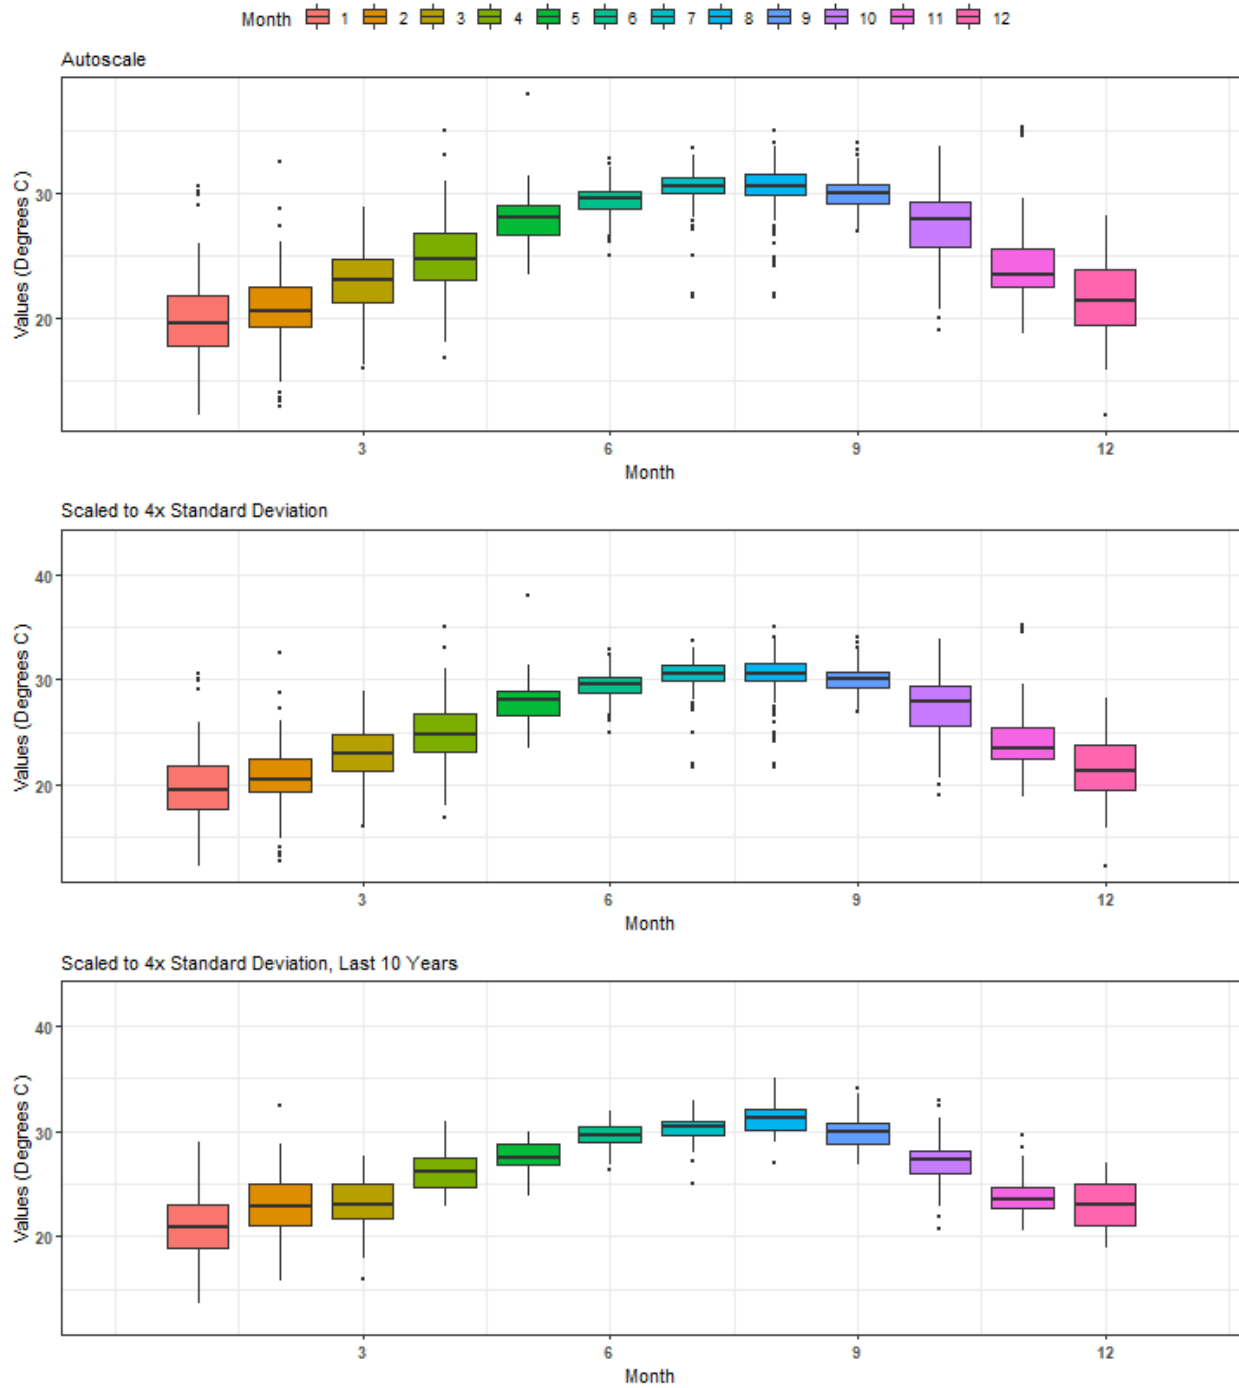 Month 1 2 3 4 5 6 7 8 9 10 11 12
Autoscale
Values (Degrees C)
30
20
3 6 9 12
Month
Scaled to 4x Standard Deviation
Values (Degrees C)
40
30
20
3 6 9 12
Month
Scaled to 4x Standard Deviation, Last 10 Years
Values (Degrees C)
40
30
20
3 6 9 12
Month